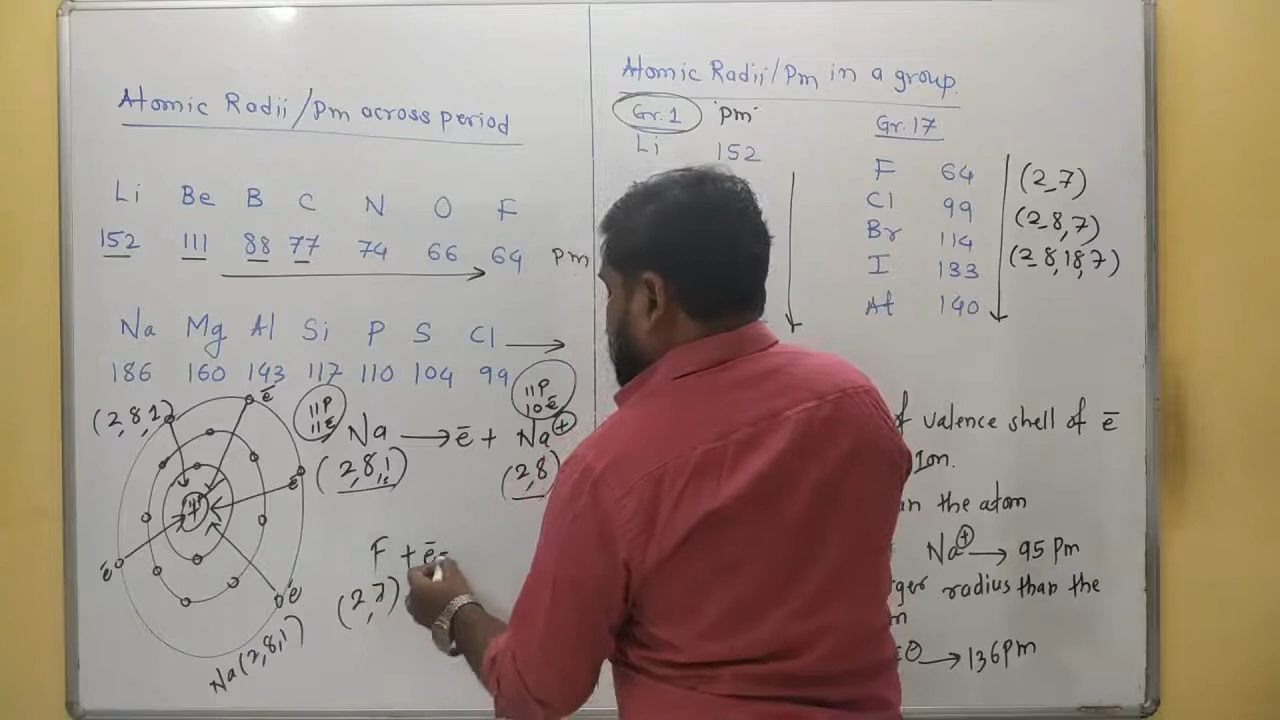 Atomic Radii/Pm across period
Li Be B C N O F
152 111 88 77 74 66 64 pm
Na Mg Al Si P S Cl
186 160 143 117 110 104 99
(2,8,1)
ē
11P
11ē
Na → ē + Na⊕
11P
10ē
(2,8,1) (2,8)
ē
ē
ē
F + ē
(2,7)
Na(2,8,1)
Atomic Radii/Pm in a group.
Gr.1 pm
Li 152
Gr.17
F 64 (2,7)
Cl 99 (2,8,7)
Br 114 (2,8,18,7)
I 133
At 140
of valence shell of ē
Ion.
the atom
Na⊕ → 95 pm
radius than the
→ 136pm